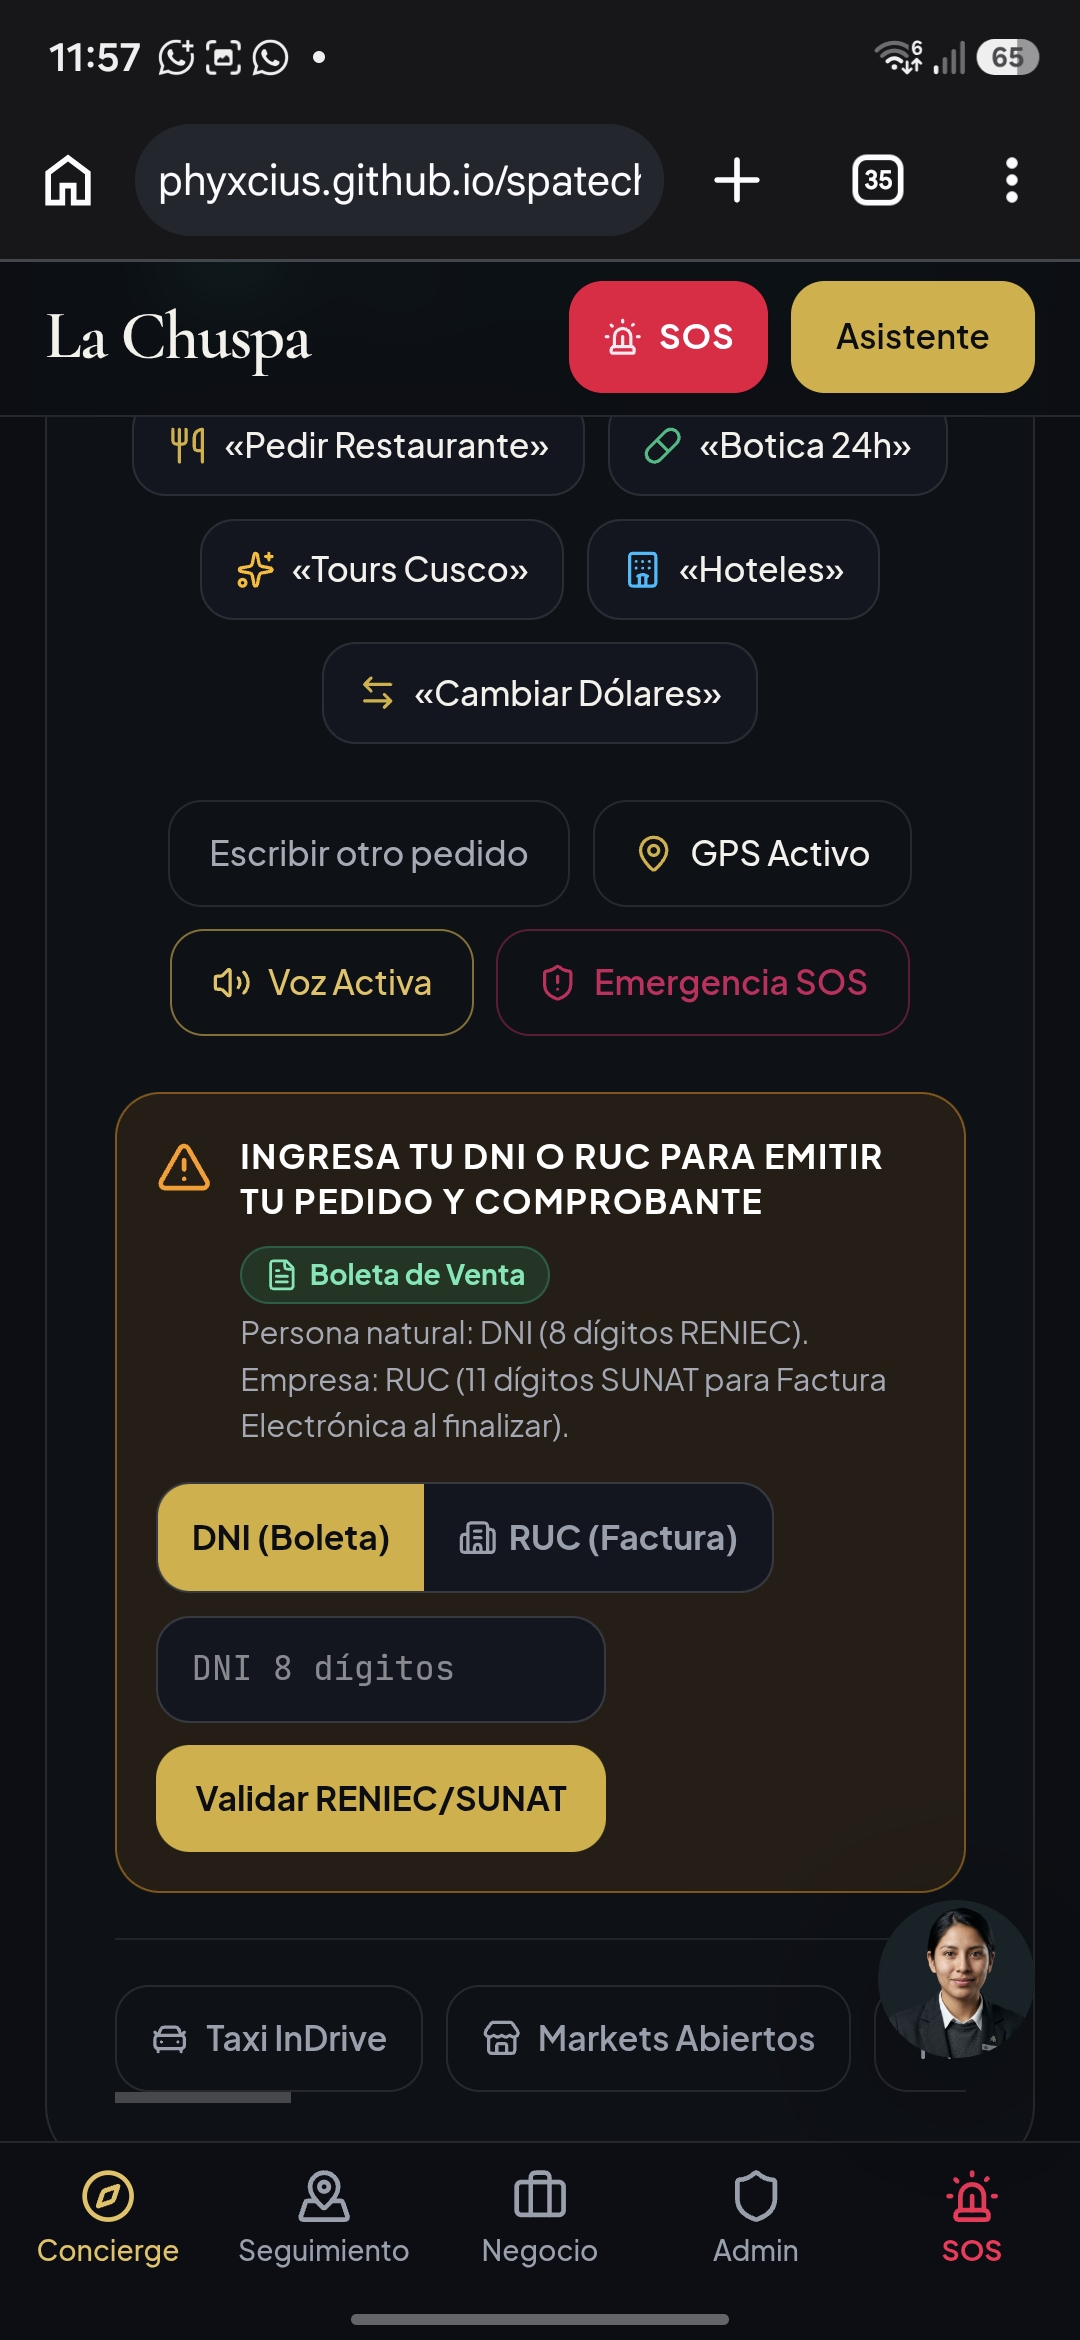 11:57
6
65
phyxcius.github.io/spatech
35
La Chuspa
SOS
Asistente
«Pedir Restaurante»
«Botica 24h»
«Tours Cusco»
«Hoteles»
«Cambiar Dólares»
Escribir otro pedido
GPS Activo
Voz Activa
Emergencia SOS
INGRESA TU DNI O RUC PARA EMITIR
TU PEDIDO Y COMPROBANTE
Boleta de Venta
Persona natural: DNI (8 dígitos RENIEC).
Empresa: RUC (11 dígitos SUNAT para Factura
Electrónica al finalizar).
DNI (Boleta)
RUC (Factura)
DNI 8 dígitos
Validar RENIEC/SUNAT
Taxi InDrive
Markets Abiertos
Concierge
Seguimiento
Negocio
Admin
SOS